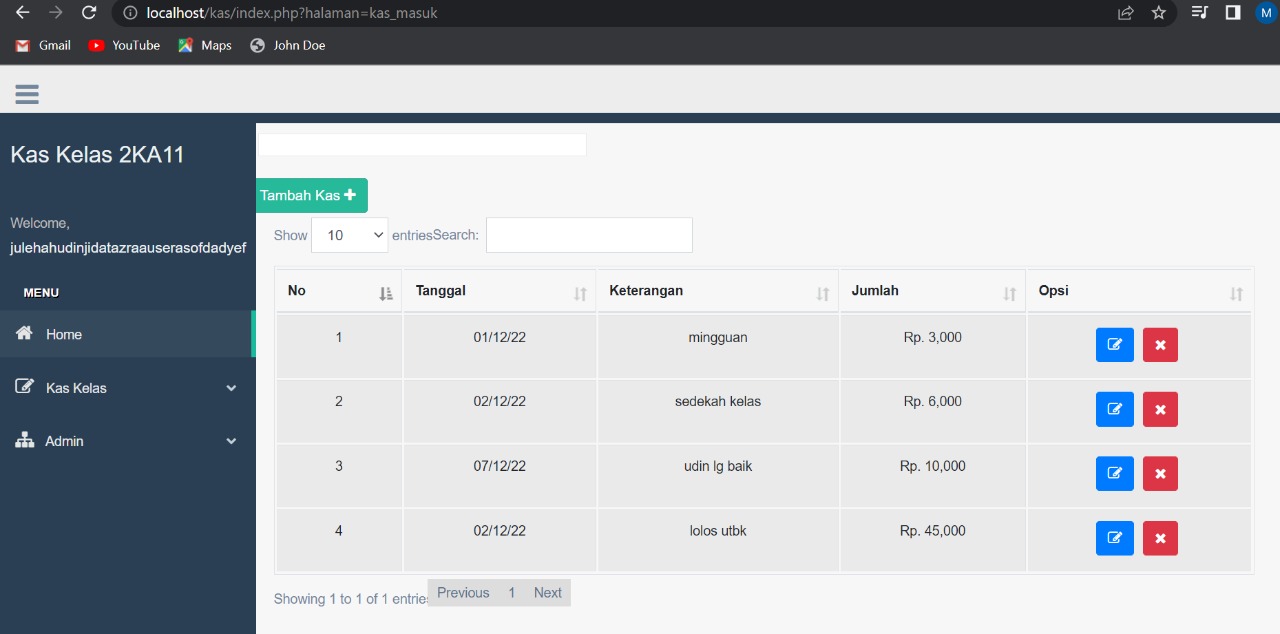 localhost/kas/index.php?halaman=kas_masuk
M
Gmail YouTube Maps John Doe
Kas Kelas 2KA11
Welcome,
julehahudinjidatazraauserasofdadyef
MENU
Home
Kas Kelas
Admin
Tambah Kas
Show 10 entriesSearch:
No Tanggal Keterangan Jumlah Opsi
1 01/12/22 mingguan Rp. 3,000
2 02/12/22 sedekah kelas Rp. 6,000
3 07/12/22 udin lg baik Rp. 10,000
4 02/12/22 lolos utbk Rp. 45,000
Showing 1 to 1 of 1 entries Previous 1 Next